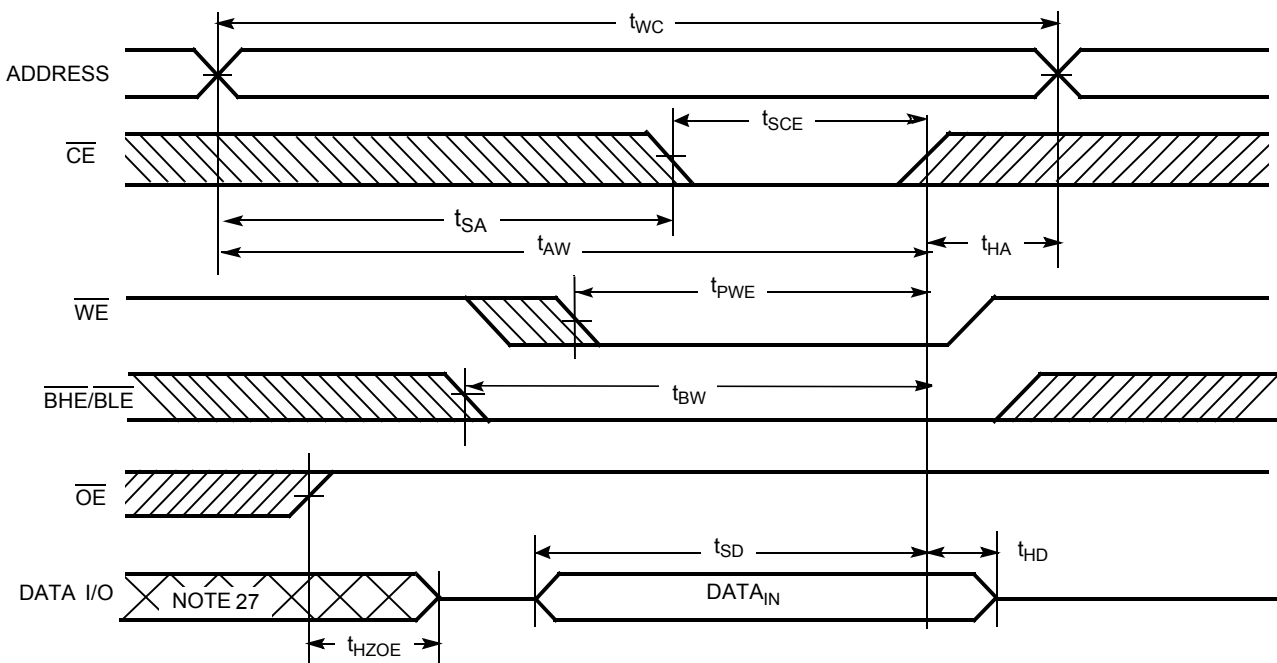 tWC
ADDRESS
tSCE
CE
tSA
tAW
tHA
tPWE
WE
tBW
BHE/BLE
OE
tSD
tHD
DATA I/O
NOTE 27
DATAIN
tHZOE